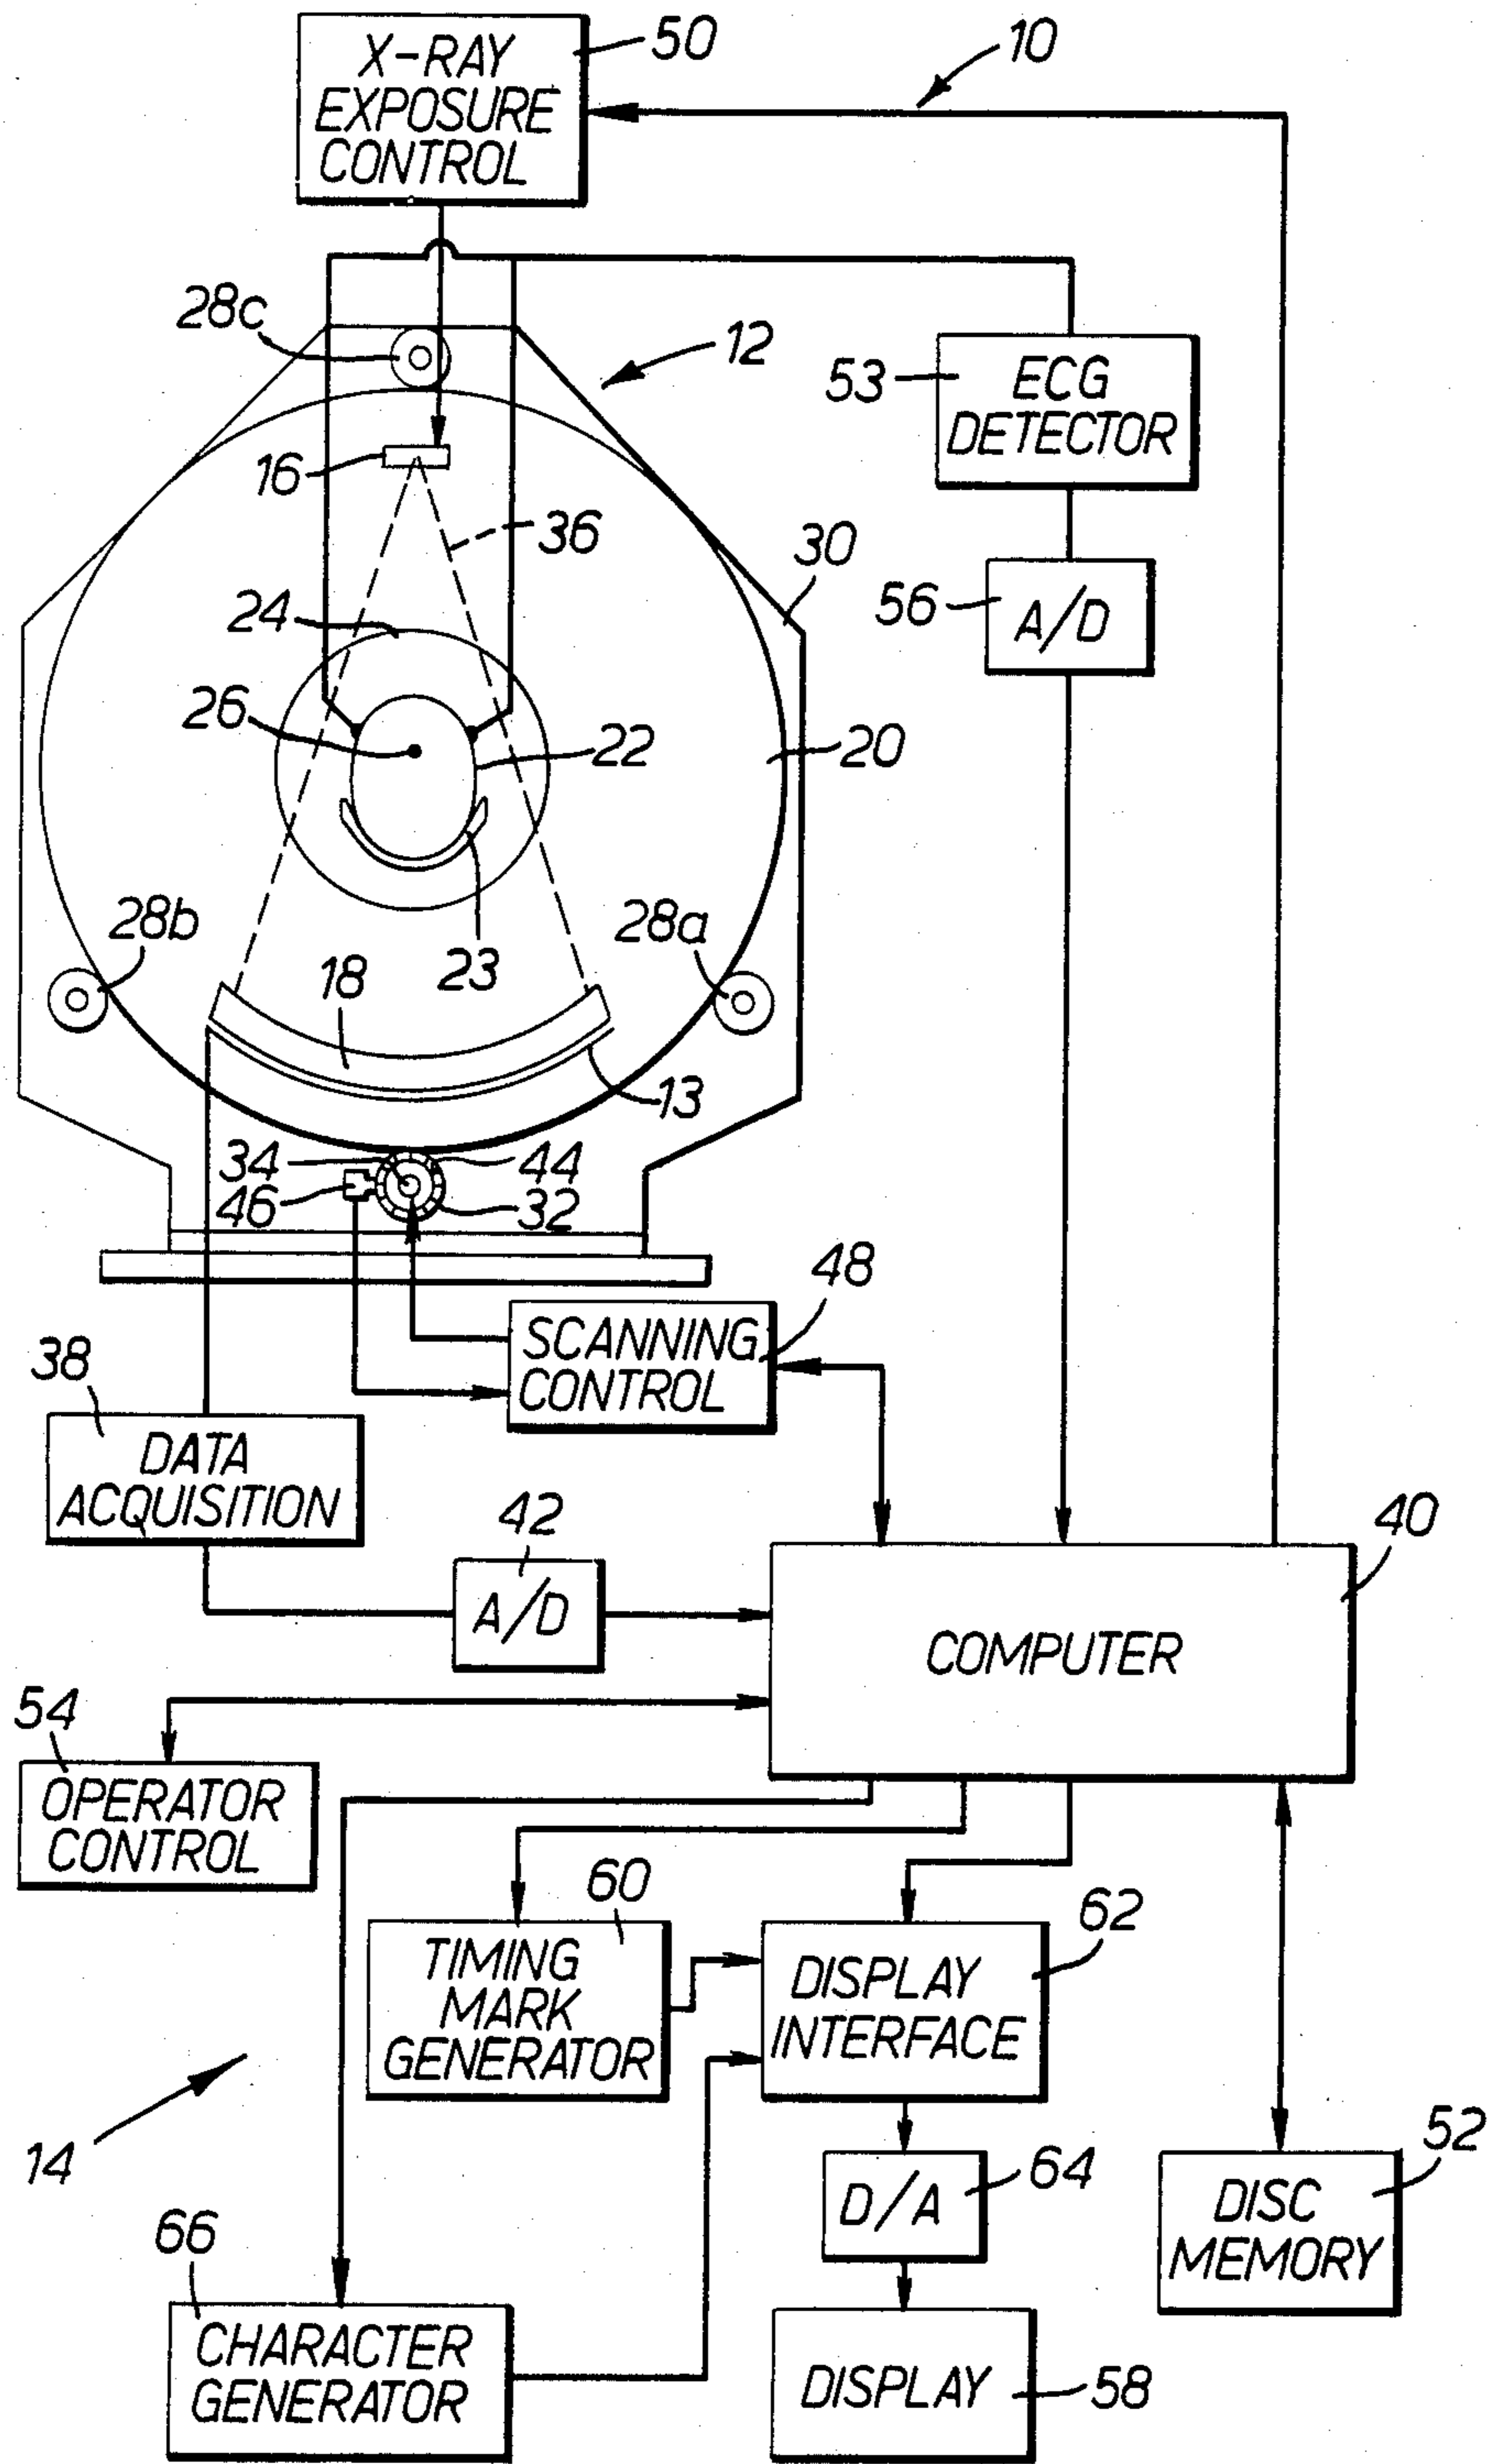 X-RAY
EXPOSURE
CONTROL
50
10
28c
12
53
ECG
DETECTOR
16
36
30
24
56
A/D
26
22
20
28b
28a
23
18
13
34
44
46
32
48
SCANNING
CONTROL
38
DATA
ACQUISITION
42
A/D
40
COMPUTER
54
OPERATOR
CONTROL
60
TIMING
MARK
GENERATOR
62
DISPLAY
INTERFACE
14
64
D/A
52
DISC
MEMORY
66
CHARACTER
GENERATOR
DISPLAY
58